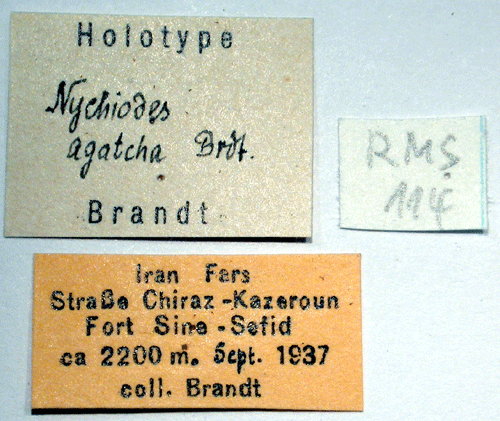 Holotype
Nychiodes
agatcha Brdt.
Brandt
RMS
114
Iran Fars
Straße Chiraz-Kazeroun
Fort Sine-Sefid
ca 2200 m. Sept. 1937
coll. Brandt